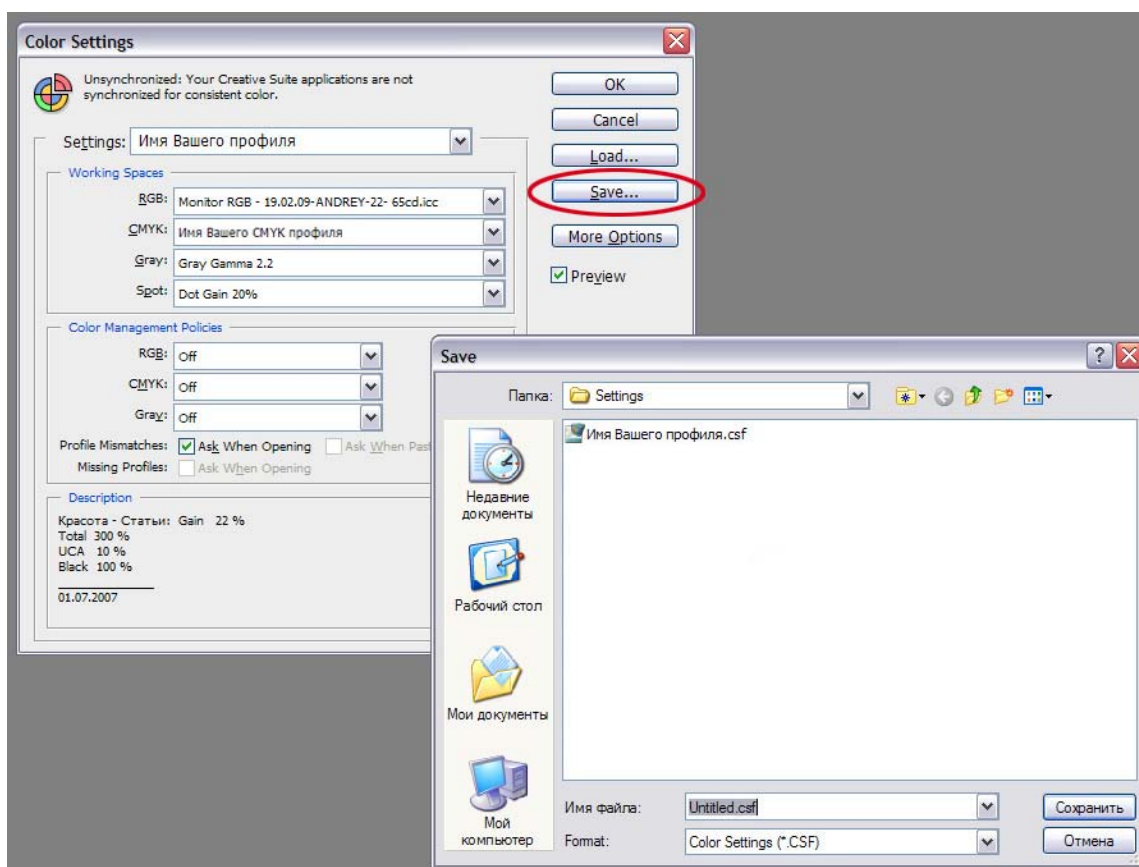 Color Settings
Unsynchronized: Your Creative Suite applications are not
synchronized for consistent color.
Settings: Имя Вашего профиля
Working Spaces
RGB: Monitor RGB - 19.02.09-ANDREY-22- 65cd.icc
CMYK: Имя Вашего CMYK профиля
Gray: Gray Gamma 2.2
Spot: Dot Gain 20%
Color Management Policies
RGB: Off
CMYK: Off
Gray: Off
Profile Mismatches: Ask When Opening Ask When Past
Missing Profiles: Ask When Opening
Description
Красота - Статьи: Gain 22 %
Total 300 %
UCA 10 %
Black 100 %
01.07.2007
OK
Cancel
Load...
Save...
More Options
Preview
Save
Папка: Settings
Имя Вашего профиля.csf
Недавние
документы
Рабочий стол
Мои документы
Мой
компьютер
Имя файла: Untitled.csf
Format: Color Settings (*.CSF)
Сохранить
Отмена